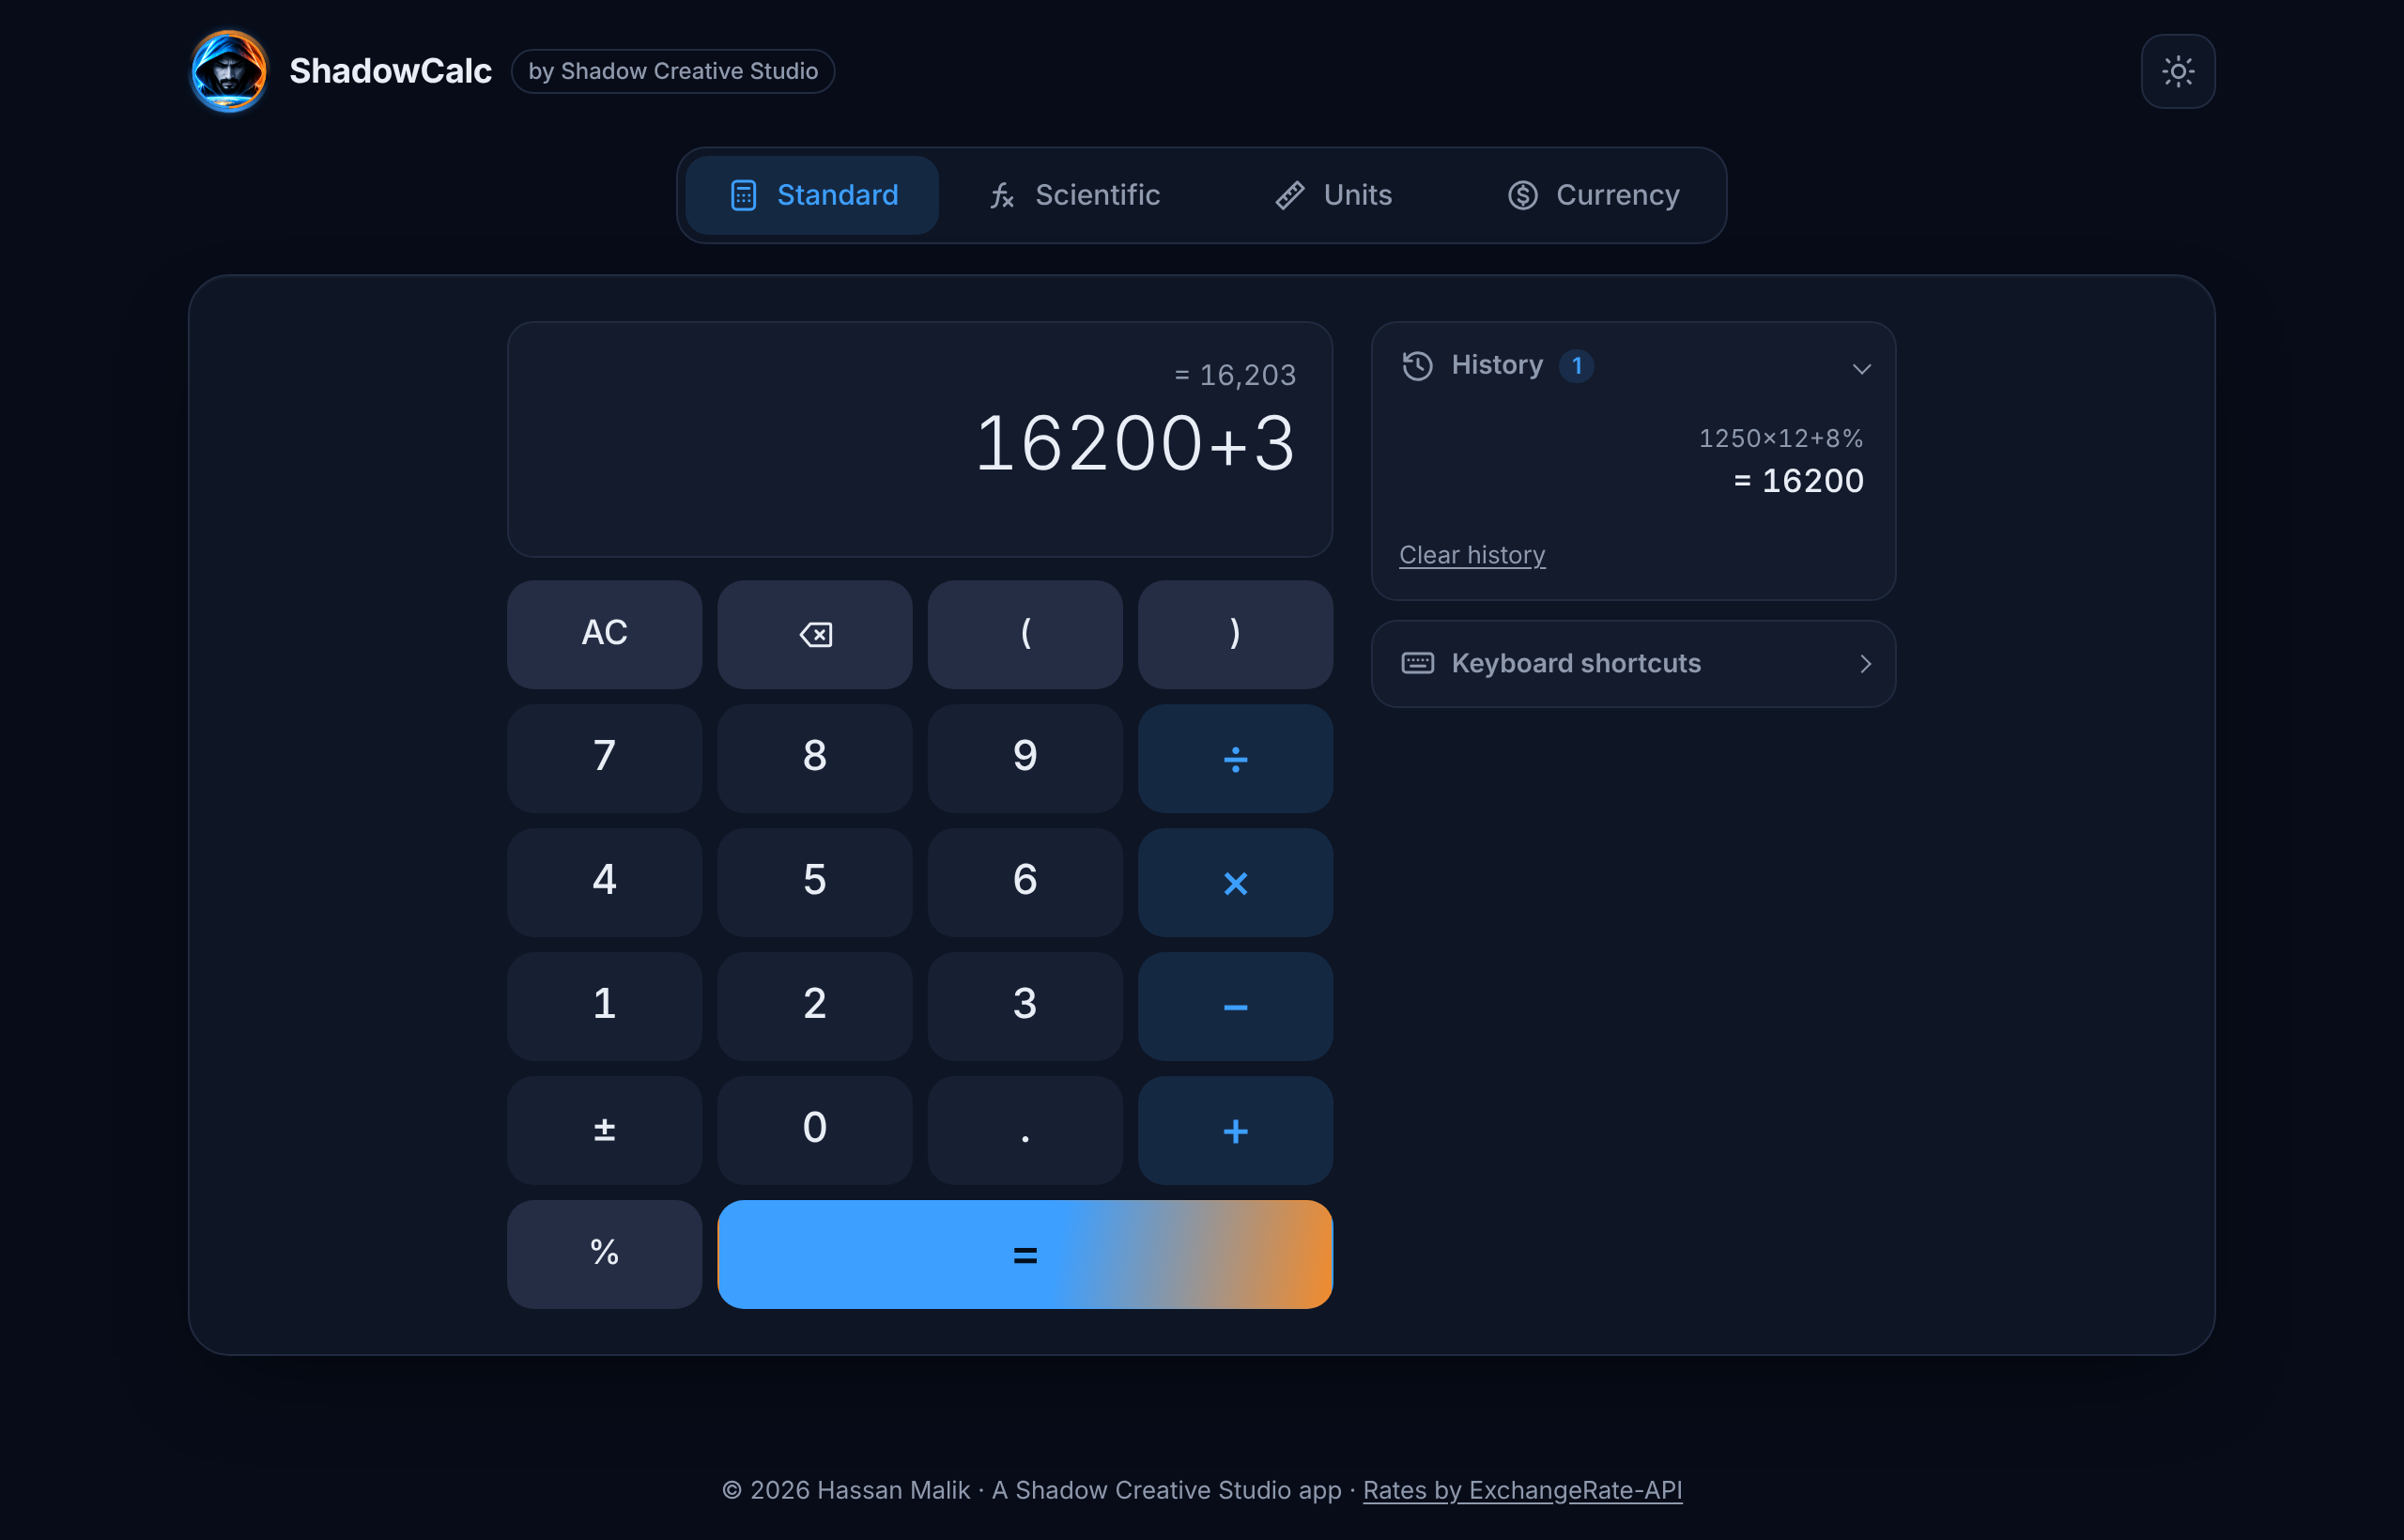 ShadowCalc by Shadow Creative Studio
Standard Scientific Units Currency
= 16,203
16200+3
AC ( )
7 8 9 ÷
4 5 6 ×
1 2 3 −
± 0 . +
% =
History 1
1250×12+8%
= 16200
Clear history
Keyboard shortcuts
© 2026 Hassan Malik · A Shadow Creative Studio app · Rates by ExchangeRate-API